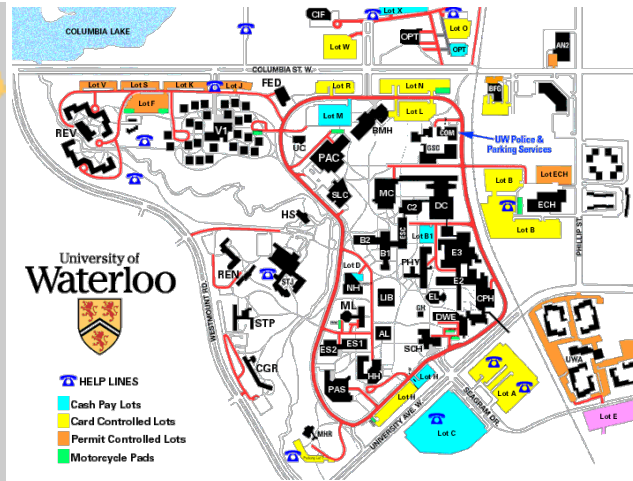 CIF
Lot X
Lot O
COLUMBIA LAKE
OPT
OPT
Lot W
AN2
COLUMBIA ST. W.
Lot V
Lot S
Lot K
Lot J
FED
Lot R
Lot N
BFG
Lot F
Lot M
Lot L
REV
V1
BMH
COM
UW Police &
Parking Services
UC
GSC
PAC
Lot ECH
Lot B
SLC
MC
DC
ECH
C2
HS
Lot B
PHILLIP ST.
ESC
Lot B1
B2
B1
E3
University of
Waterloo
REN
STJ
Lot D
PHY
NH
E2
WESTMOUNT RD.
LIB
EL
CPH
ML
GH
STP
DWE
AL
ES1
ES2
SCH
UWA
CGR
HH
HELP LINES
Lot H
Lot A
PAS
Cash Pay Lots
Lot H
SEAGRAM DR.
Lot E
Card Controlled Lots
UNIVERSITY AVE W.
Lot C
Permit Controlled Lots
MHR
Motorcycle Pads